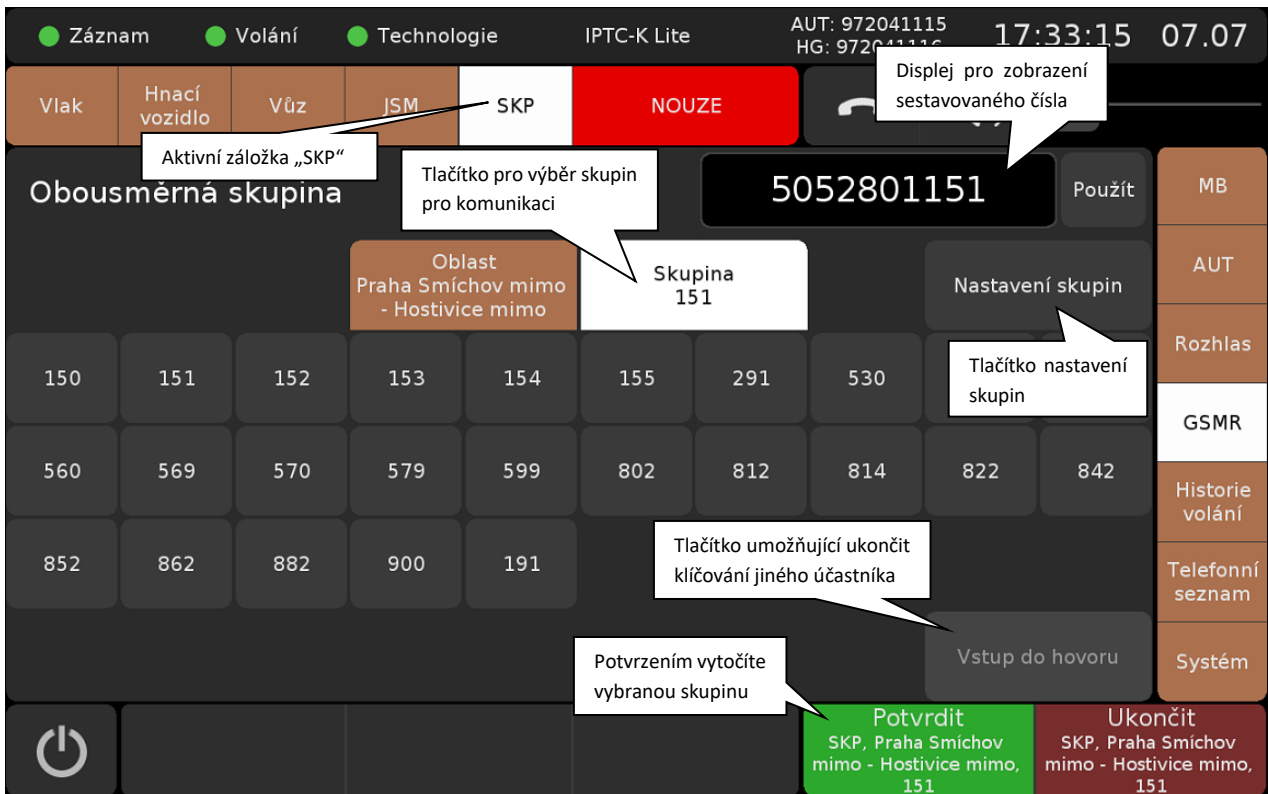 Záznam Volání Technologie IPTC-K Lite AUT: 972041115 17:33:15 07.07
HG: 972041116
Displej pro zobrazení
sestavovaného čísla
Vlak Hnací vozidlo Vůz JSM SKP NOUZE
Aktivní záložka „SKP“
Tlačítko pro výběr skupin
pro komunikaci
Obousměrná skupina 5052801151 Použít MB
Oblast
Praha Smíchov mimo
- Hostivice mimo
Skupina
151
Nastavení skupin
AUT
Rozhlas
Tlačítko nastavení
skupin
150 151 152 153 154 155 291 530
GSMR
560 569 570 579 599 802 812 814 822 842
Historie
volání
Tlačítko umožňující ukončit
klíčování jiného účastníka
852 862 882 900 191
Telefonní
seznam
Potvrzením vytočíte
vybranou skupinu
Vstup do hovoru Systém
Potvrdit
SKP, Praha Smíchov
mimo - Hostivice mimo,
151
Ukončit
SKP, Praha Smíchov
mimo - Hostivice mimo,
151